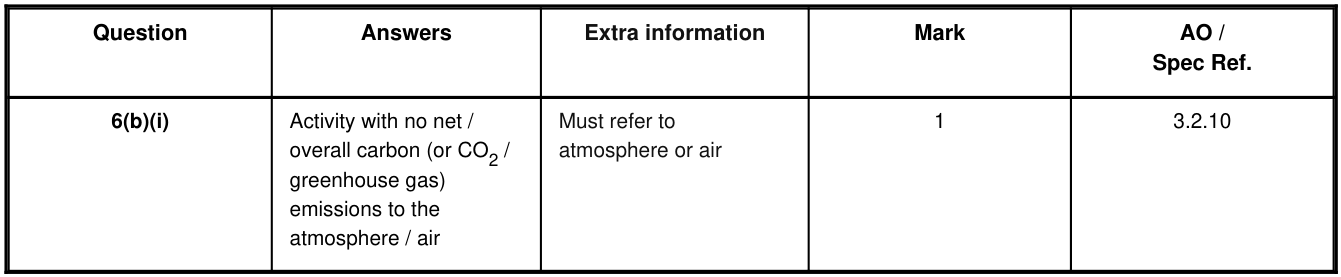 Question Answers Extra information Mark AO /
Spec Ref.
6(b)(i) Activity with no net / Must refer to 1 3.2.10
overall carbon (or CO2 / atmosphere or air
greenhouse gas)
emissions to the
atmosphere / air